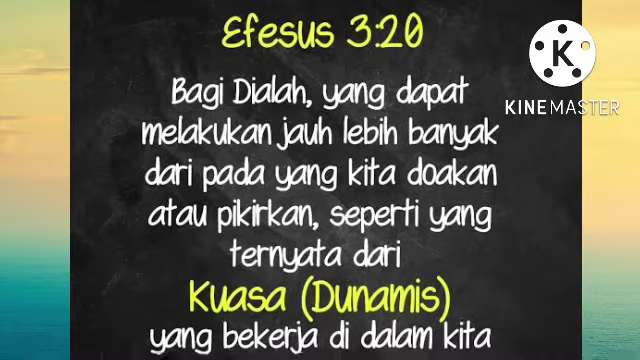 Efesus 3:20
K
KINEMASTER
Bagi Dialah, yang dapat
melakukan jauh lebih banyak
dari pada yang kita doakan
atau pikirkan, seperti yang
ternyata dari
Kuasa (Dunamis)
yang bekerja di dalam kita